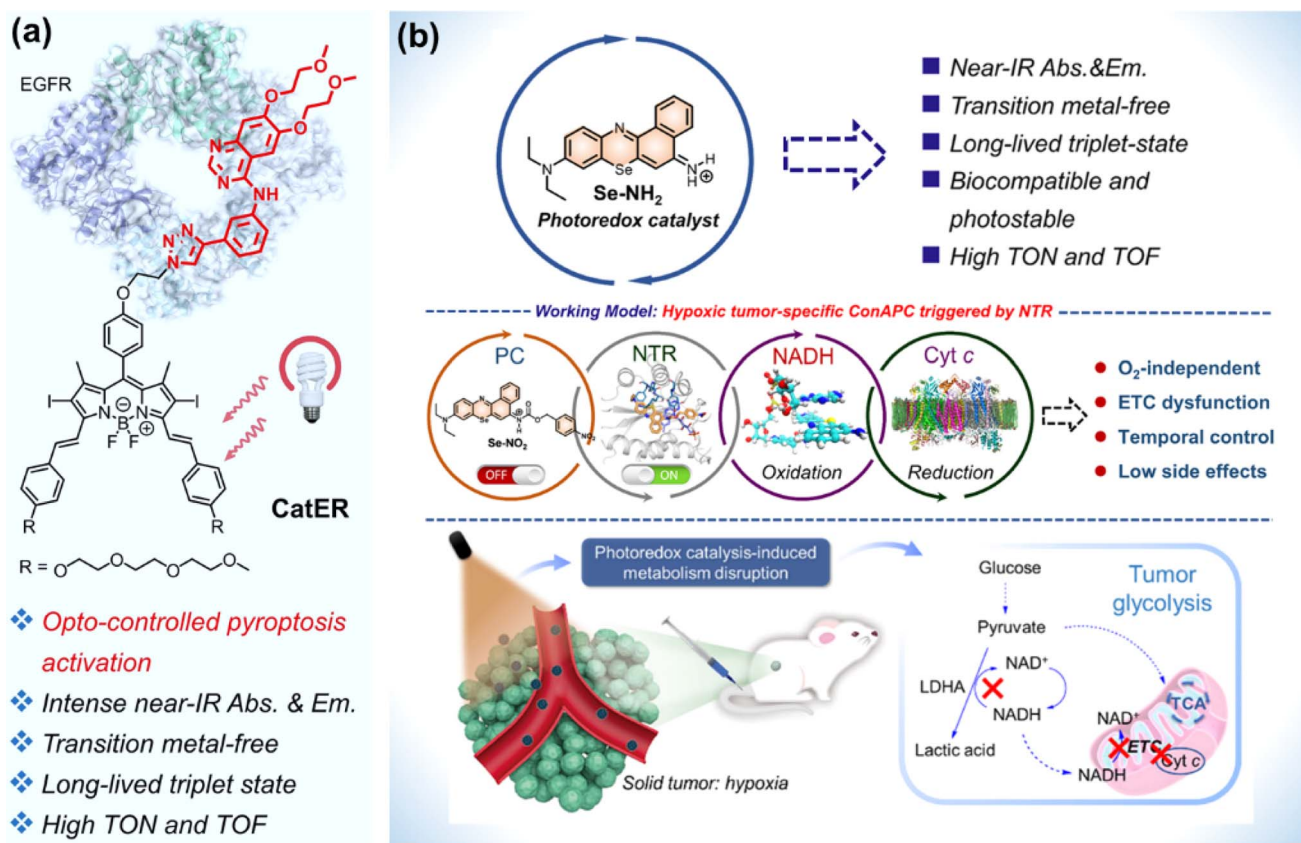 (a)
EGFR
O
O
O
O
N
N
NH
N
N
N
O
I
I
N
N
B
F
F
R
R
CatER
R = O
O
O
O
Opto-controlled pyroptosis
activation
Intense near-IR Abs. & Em.
Transition metal-free
Long-lived triplet state
High TON and TOF
(b)
N
N
Se
N
H
H
Se-NH2
Photoredox catalyst
Near-IR Abs.&Em.
Transition metal-free
Long-lived triplet-state
Biocompatible and
photostable
High TON and TOF
Working Model: Hypoxic tumor-specific ConAPC triggered by NTR
PC
Se-NO2
OFF
NTR
ON
NADH
Oxidation
Cyt c
Reduction
O2-independent
ETC dysfunction
Temporal control
Low side effects
Photoredox catalysis-induced
metabolism disruption
Solid tumor: hypoxia
Tumor
glycolysis
Glucose
Pyruvate
NAD+
LDHA
NADH
Lactic acid
TCA
NAD+
ETC
Cyt c
NADH